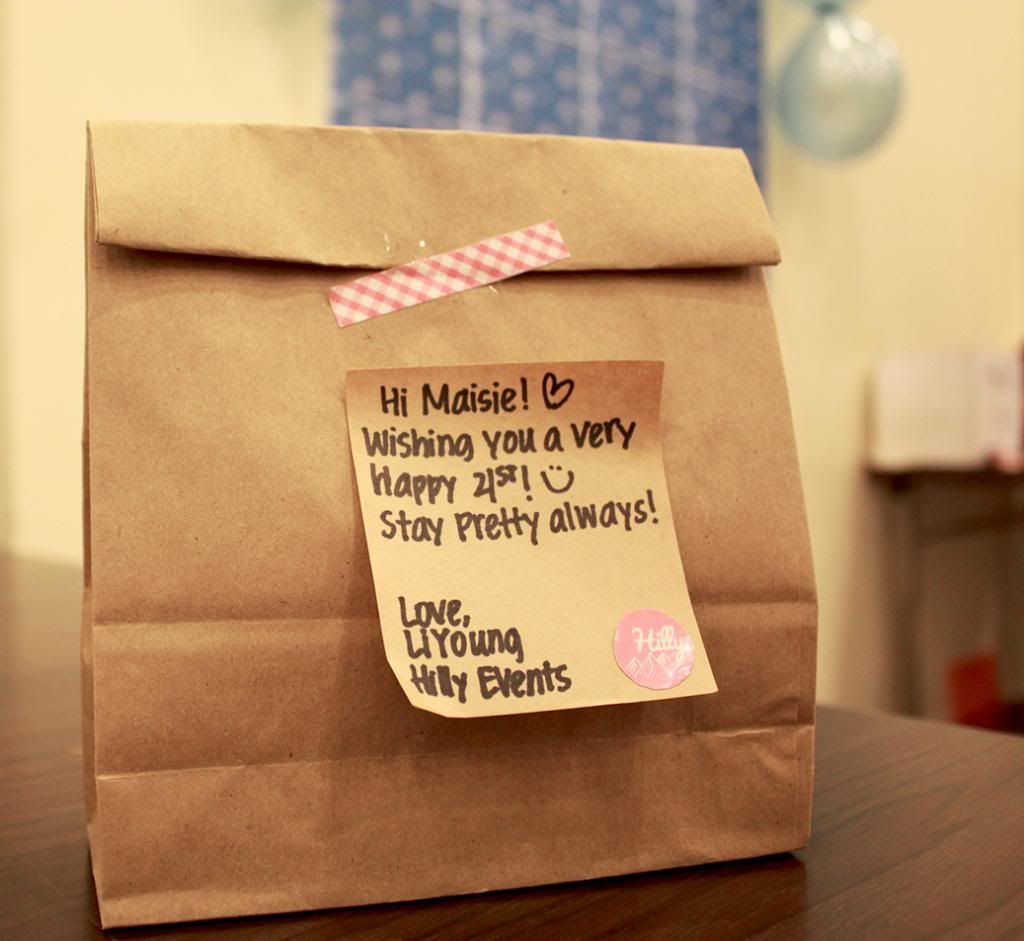 Hi Maisie! ♡
Wishing you a very
Happy 21st! ☺
Stay pretty always!
Love,
LiYoung
Hilly Events
Hilly